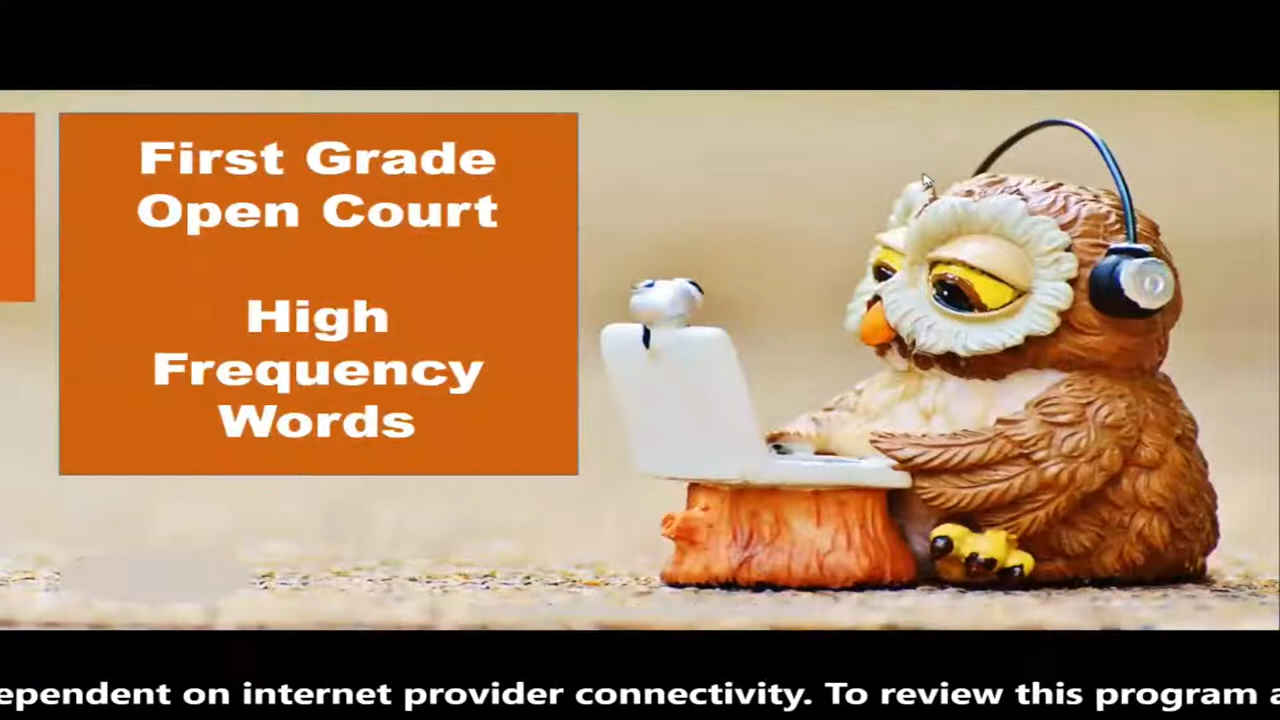 First Grade
Open Court
High
Frequency
Words
ependent on internet provider connectivity. To review this program a